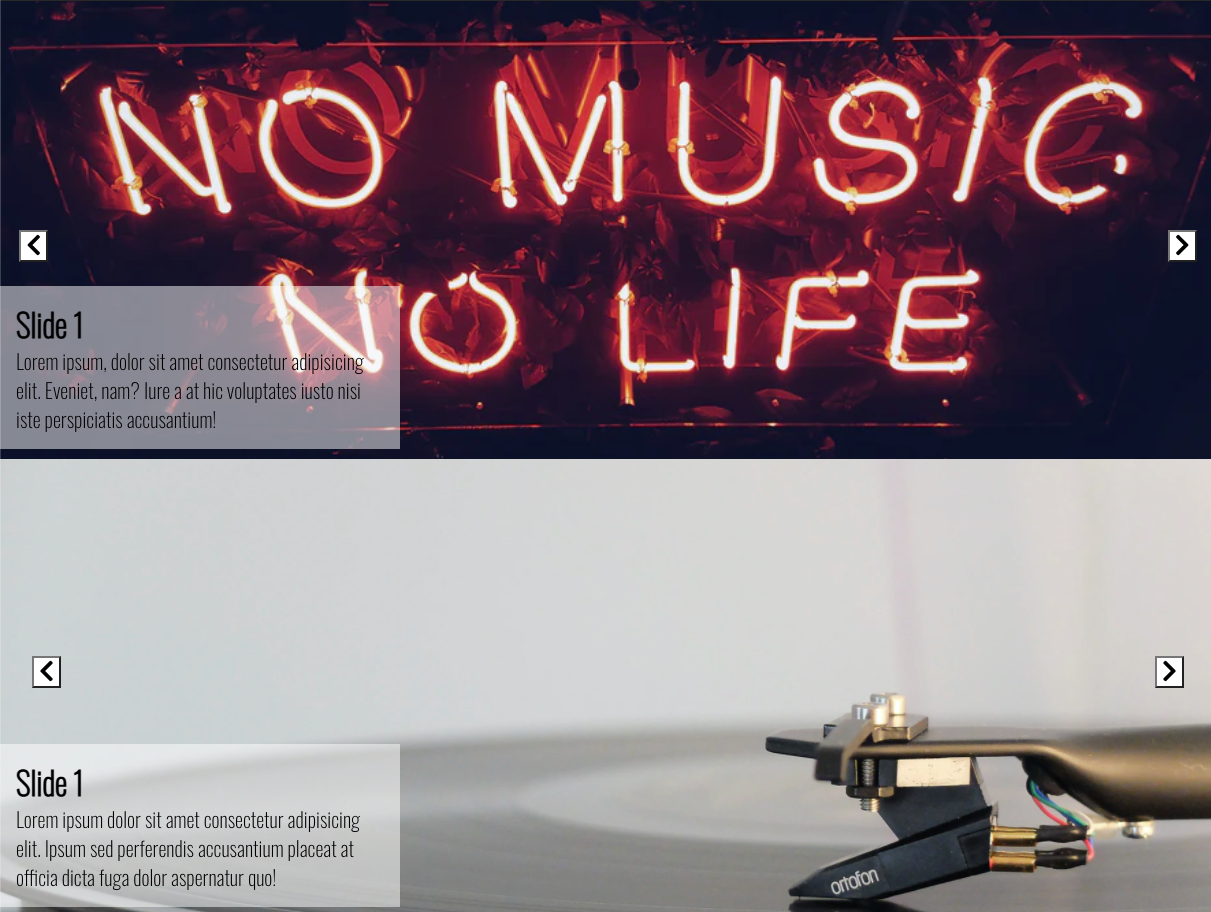 NO MUSIC
NO LIFE
Slide 1
Lorem ipsum, dolor sit amet consectetur adipisicing
elit. Eveniet, nam? Iure a at hic voluptates iusto nisi
iste perspiciatis accusantium!
Slide 1
Lorem ipsum dolor sit amet consectetur adipisicing
elit. Ipsum sed perferendis accusantium placeat at
officia dicta fuga dolor aspernatur quo!
ortofon